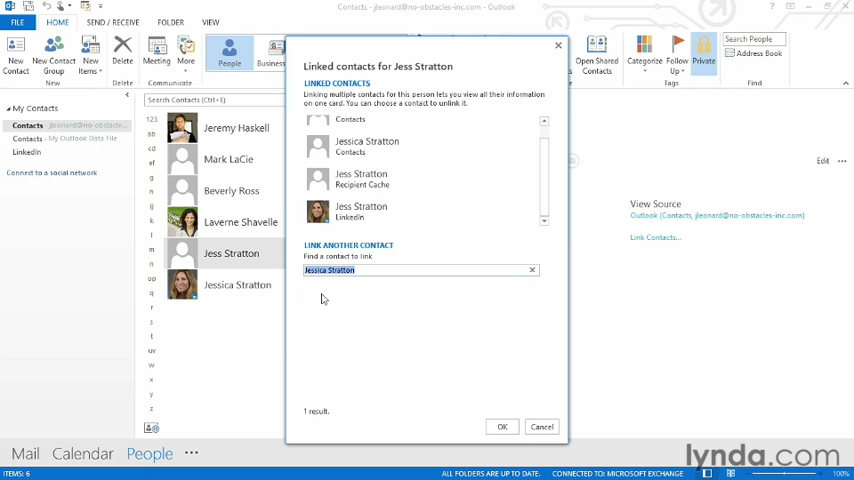 Contacts - jleonard@no-obstacles-inc.com - Outlook
FILE
HOME
SEND / RECEIVE
FOLDER
VIEW
New Contact
New Contact Group
New Items
New
Delete
Delete
Meeting
More
Communicate
People
Business
Open Shared Contacts
Categorize
Follow Up
Private
Tags
Search People
Address Book
Find
My Contacts
Contacts - jleonard@no-obstacle...
Contacts - My Outlook Data File
LinkedIn
Connect to a social network
Search Contacts (Ctrl+E)
123
ab
cd
ef
g
h
ij
k
l
m
n
op
q
r
s
t
uv
w
x
y
z
Jeremy Haskell
Mark LaCie
Beverly Ross
Laverne Shavelle
Jess Stratton
Jessica Stratton
Linked contacts for Jess Stratton
LINKED CONTACTS
Linking multiple contacts for this person lets you view all their information
on one card. You can choose a contact to unlink it.
Contacts
Jessica Stratton
Contacts
Jess Stratton
Recipient Cache
Jess Stratton
LinkedIn
LINK ANOTHER CONTACT
Find a contact to link
Jessica Stratton
1 result.
OK
Cancel
Edit
View Source
Outlook (Contacts, jleonard@no-obstacles-inc.com)
Link Contacts...
Mail
Calendar
People
lynda.com
ITEMS: 6
ALL FOLDERS ARE UP TO DATE.
CONNECTED TO: MICROSOFT EXCHANGE
100%